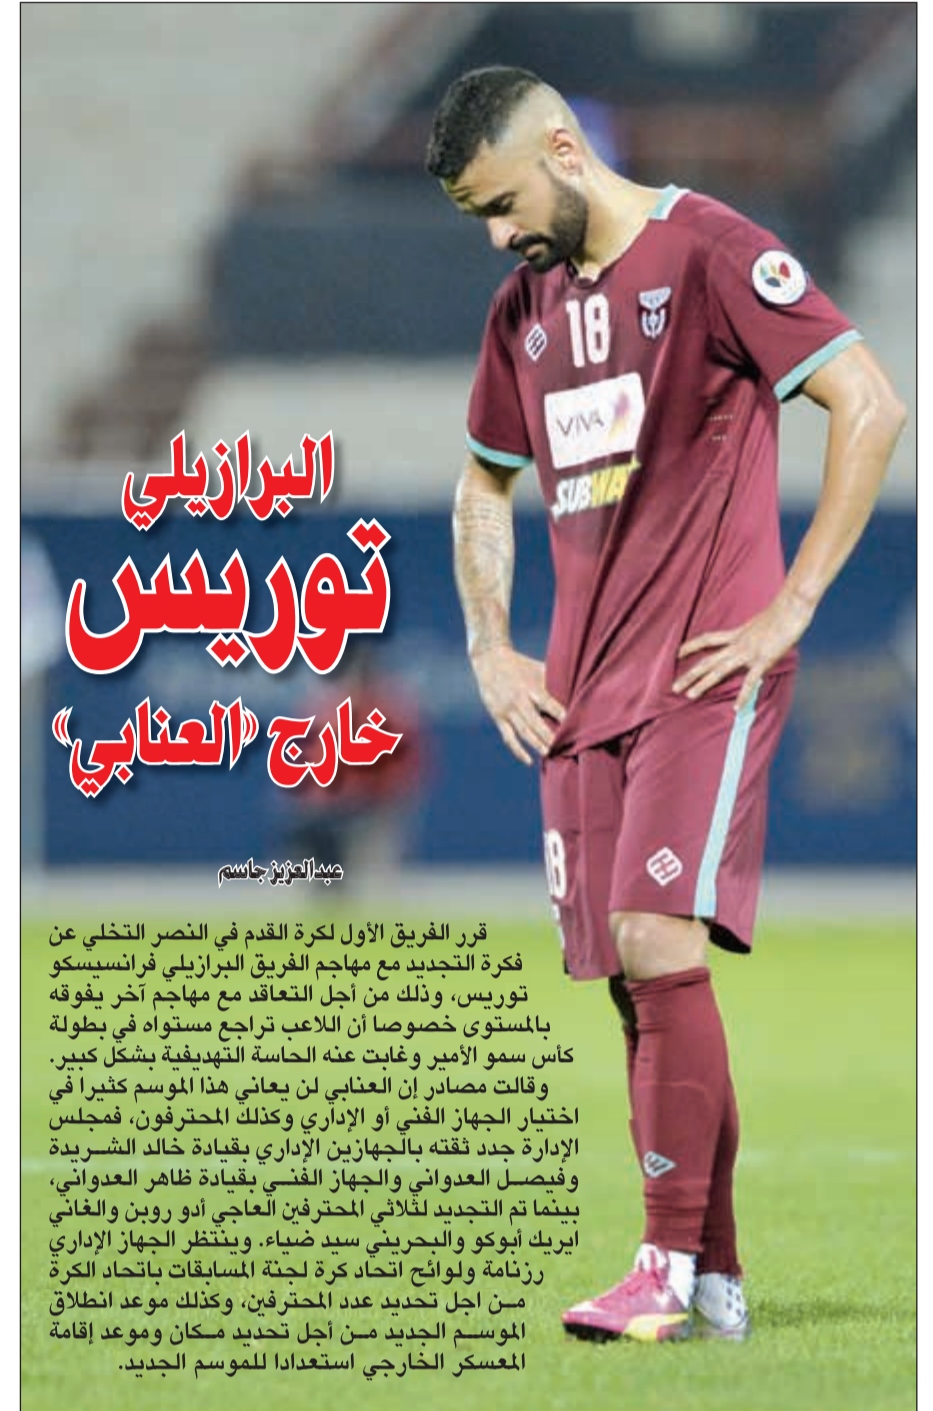 البرازيلي
توريس
خارج «العنابي»
عبدالعزيز جاسم
قرر الفريق الأول لكرة القدم في النصر التخلي عن
فكرة التجديد مع مهاجم الفريق البرازيلي فرانسيسكو
توريس، وذلك من أجل التعاقد مع مهاجم آخر يفوقه
بالمستوى خصوصا أن اللاعب تراجع مستواه في بطولة
كأس سمو الأمير وغابت عنه الحاسة التهديفية بشكل كبير.
وقالت مصادر إن العنابي لن يعاني هذا الموسم كثيرا في
اختيار الجهاز الفني أو الإداري وكذلك المحترفون، فمجلس
الإدارة جدد ثقته بالجهازين الإداري بقيادة خالد الشريدة
وفيصل العدواني والجهاز الفني بقيادة ظاهر العدواني،
بينما تم التجديد لثلاثي المحترفين العاجي أدو روبن والغاني
ايريك أبوكو والبحريني سيد ضياء. وينتظر الجهاز الإداري
رزنامة ولوائح اتحاد كرة لجنة المسابقات باتحاد الكرة
من اجل تحديد عدد المحترفين، وكذلك موعد انطلاق
الموسم الجديد من أجل تحديد مكان وموعد إقامة
المعسكر الخارجي استعدادا للموسم الجديد.
18
VIVA
SUBWAY
18